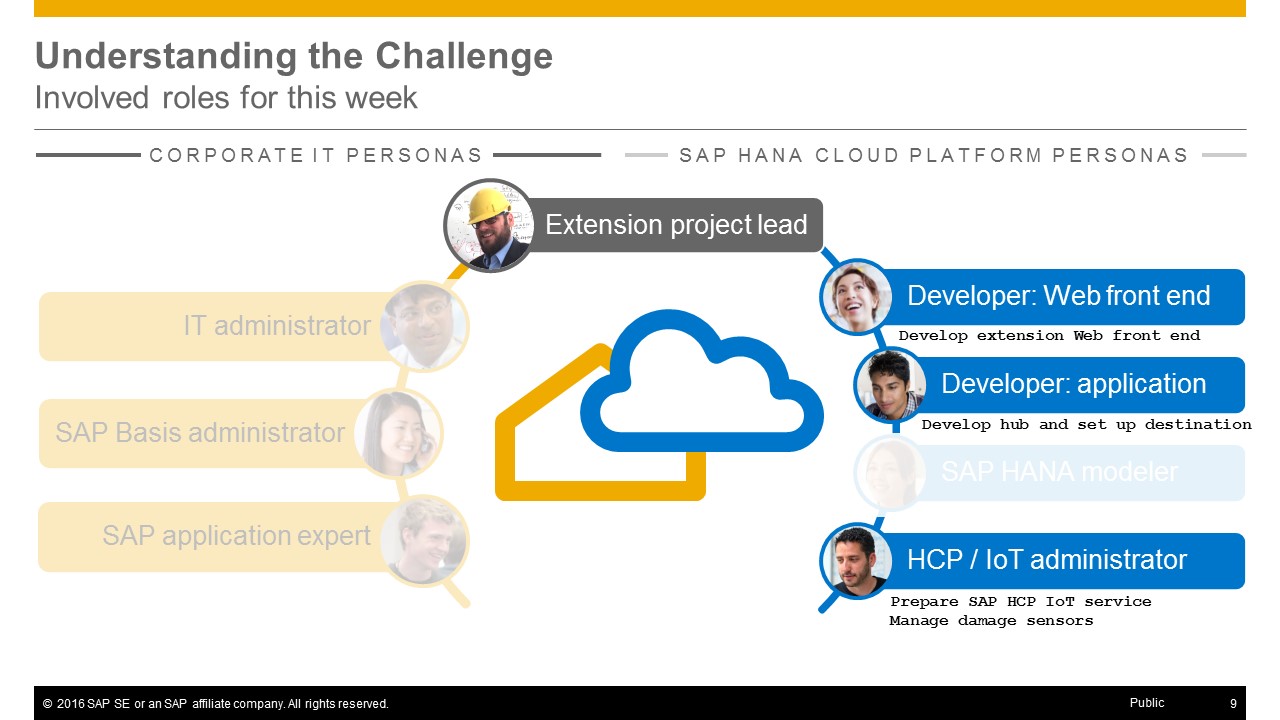 Understanding the Challenge
Involved roles for this week
CORPORATE IT PERSONAS
SAP HANA CLOUD PLATFORM PERSONAS
Extension project lead
IT administrator
SAP Basis administrator
SAP application expert
Developer: Web front end
Develop extension Web front end
Developer: application
Develop hub and set up destination
SAP HANA modeler
HCP / IoT administrator
Prepare SAP HCP IoT service
Manage damage sensors
© 2016 SAP SE or an SAP affiliate company. All rights reserved.
Public
9